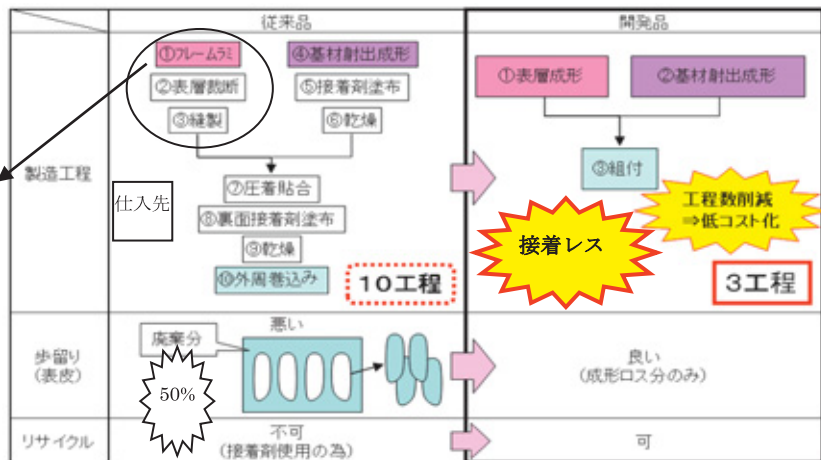 従来品
開発品
製造工程
①フレームラミ
②表層裁断
③縫製
④基材射出成形
⑤接着剤塗布
⑥乾燥
⑦圧着貼合
⑧裏面接着剤塗布
⑨乾燥
⑩外周巻込み
仕入先
10工程
①表層成形
②基材射出成形
③組付
接着レス
工程数削減
⇒低コスト化
3工程
歩留り
(表皮)
悪い
廃棄分
50%
良い
(成形ロス分のみ)
リサイクル
不可
(接着剤使用の為)
可